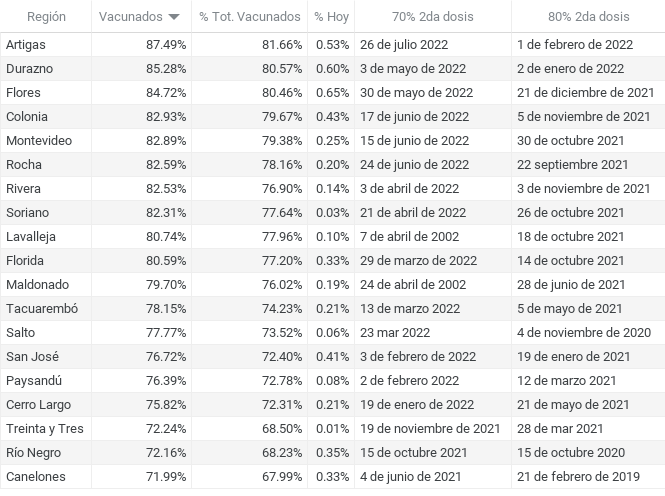 Región Vacunados % Tot. Vacunados % Hoy 70% 2da dosis 80% 2da dosis
Artigas 87.49% 81.66% 0.53% 26 de julio 2022 1 de febrero de 2022
Durazno 85.28% 80.57% 0.60% 3 de mayo de 2022 2 de enero de 2022
Flores 84.72% 80.46% 0.65% 30 de mayo de 2022 21 de diciembre de 2021
Colonia 82.93% 79.67% 0.43% 17 de junio de 2022 5 de noviembre de 2021
Montevideo 82.89% 79.38% 0.25% 15 de junio de 2022 30 de octubre 2021
Rocha 82.59% 78.16% 0.20% 24 de junio de 2022 22 septiembre 2021
Rivera 82.53% 76.90% 0.14% 3 de abril de 2022 3 de noviembre de 2021
Soriano 82.31% 77.64% 0.03% 21 de abril de 2022 26 de octubre 2021
Lavalleja 80.74% 77.96% 0.10% 7 de abril de 2002 18 de octubre 2021
Florida 80.59% 77.20% 0.33% 29 de marzo de 2022 14 de octubre 2021
Maldonado 79.70% 76.02% 0.19% 24 de abril de 2002 28 de junio de 2021
Tacuarembó 78.15% 74.23% 0.21% 13 de marzo 2022 5 de mayo de 2021
Salto 77.77% 73.52% 0.06% 23 mar 2022 4 de noviembre de 2020
San José 76.72% 72.40% 0.41% 3 de febrero de 2022 19 de enero de 2021
Paysandú 76.39% 72.78% 0.08% 2 de febrero 2022 12 de marzo 2021
Cerro Largo 75.82% 72.31% 0.21% 19 de enero de 2022 21 de mayo de 2021
Treinta y Tres 72.24% 68.50% 0.01% 19 de noviembre de 2021 28 de mar 2021
Río Negro 72.16% 68.23% 0.35% 15 de octubre 2021 15 de octubre 2020
Canelones 71.99% 67.99% 0.33% 4 de junio de 2021 21 de febrero de 2019